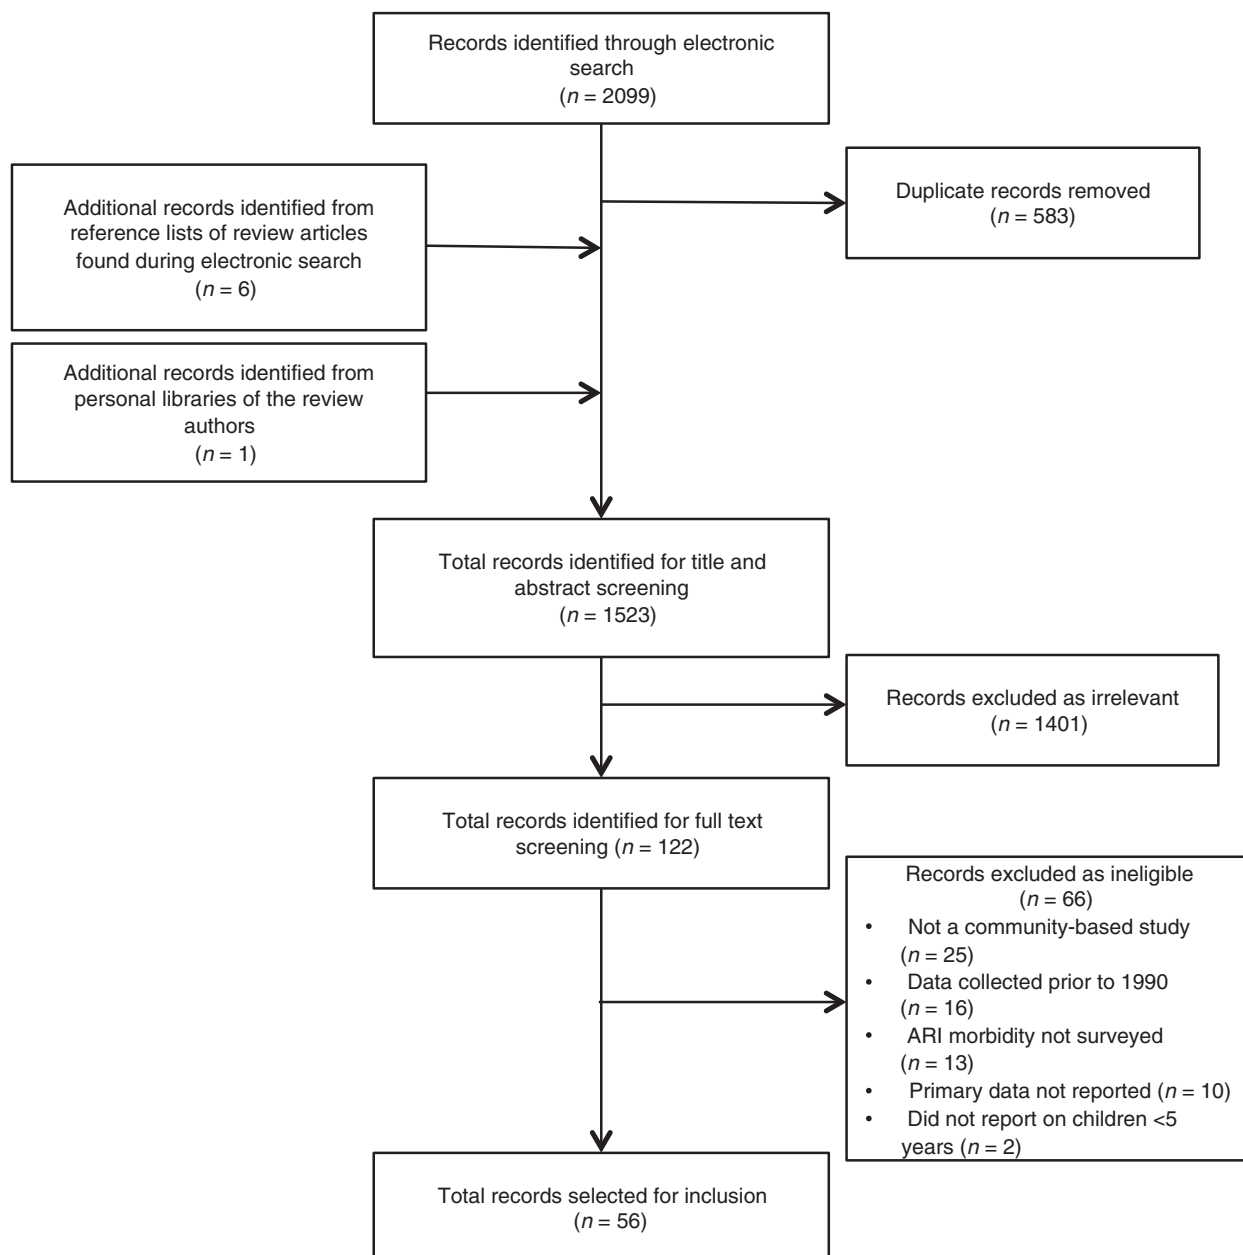 Records identified through electronic
search
(n = 2099)
Duplicate records removed
(n = 583)
Additional records identified from
reference lists of review articles
found during electronic search
(n = 6)
Additional records identified from
personal libraries of the review
authors
(n = 1)
Total records identified for title and
abstract screening
(n = 1523)
Records excluded as irrelevant
(n = 1401)
Total records identified for full text
screening (n = 122)
Records excluded as ineligible
(n = 66)
• Not a community-based study
(n = 25)
• Data collected prior to 1990
(n = 16)
• ARI morbidity not surveyed
(n = 13)
• Primary data not reported (n = 10)
• Did not report on children <5
years (n = 2)
Total records selected for inclusion
(n = 56)